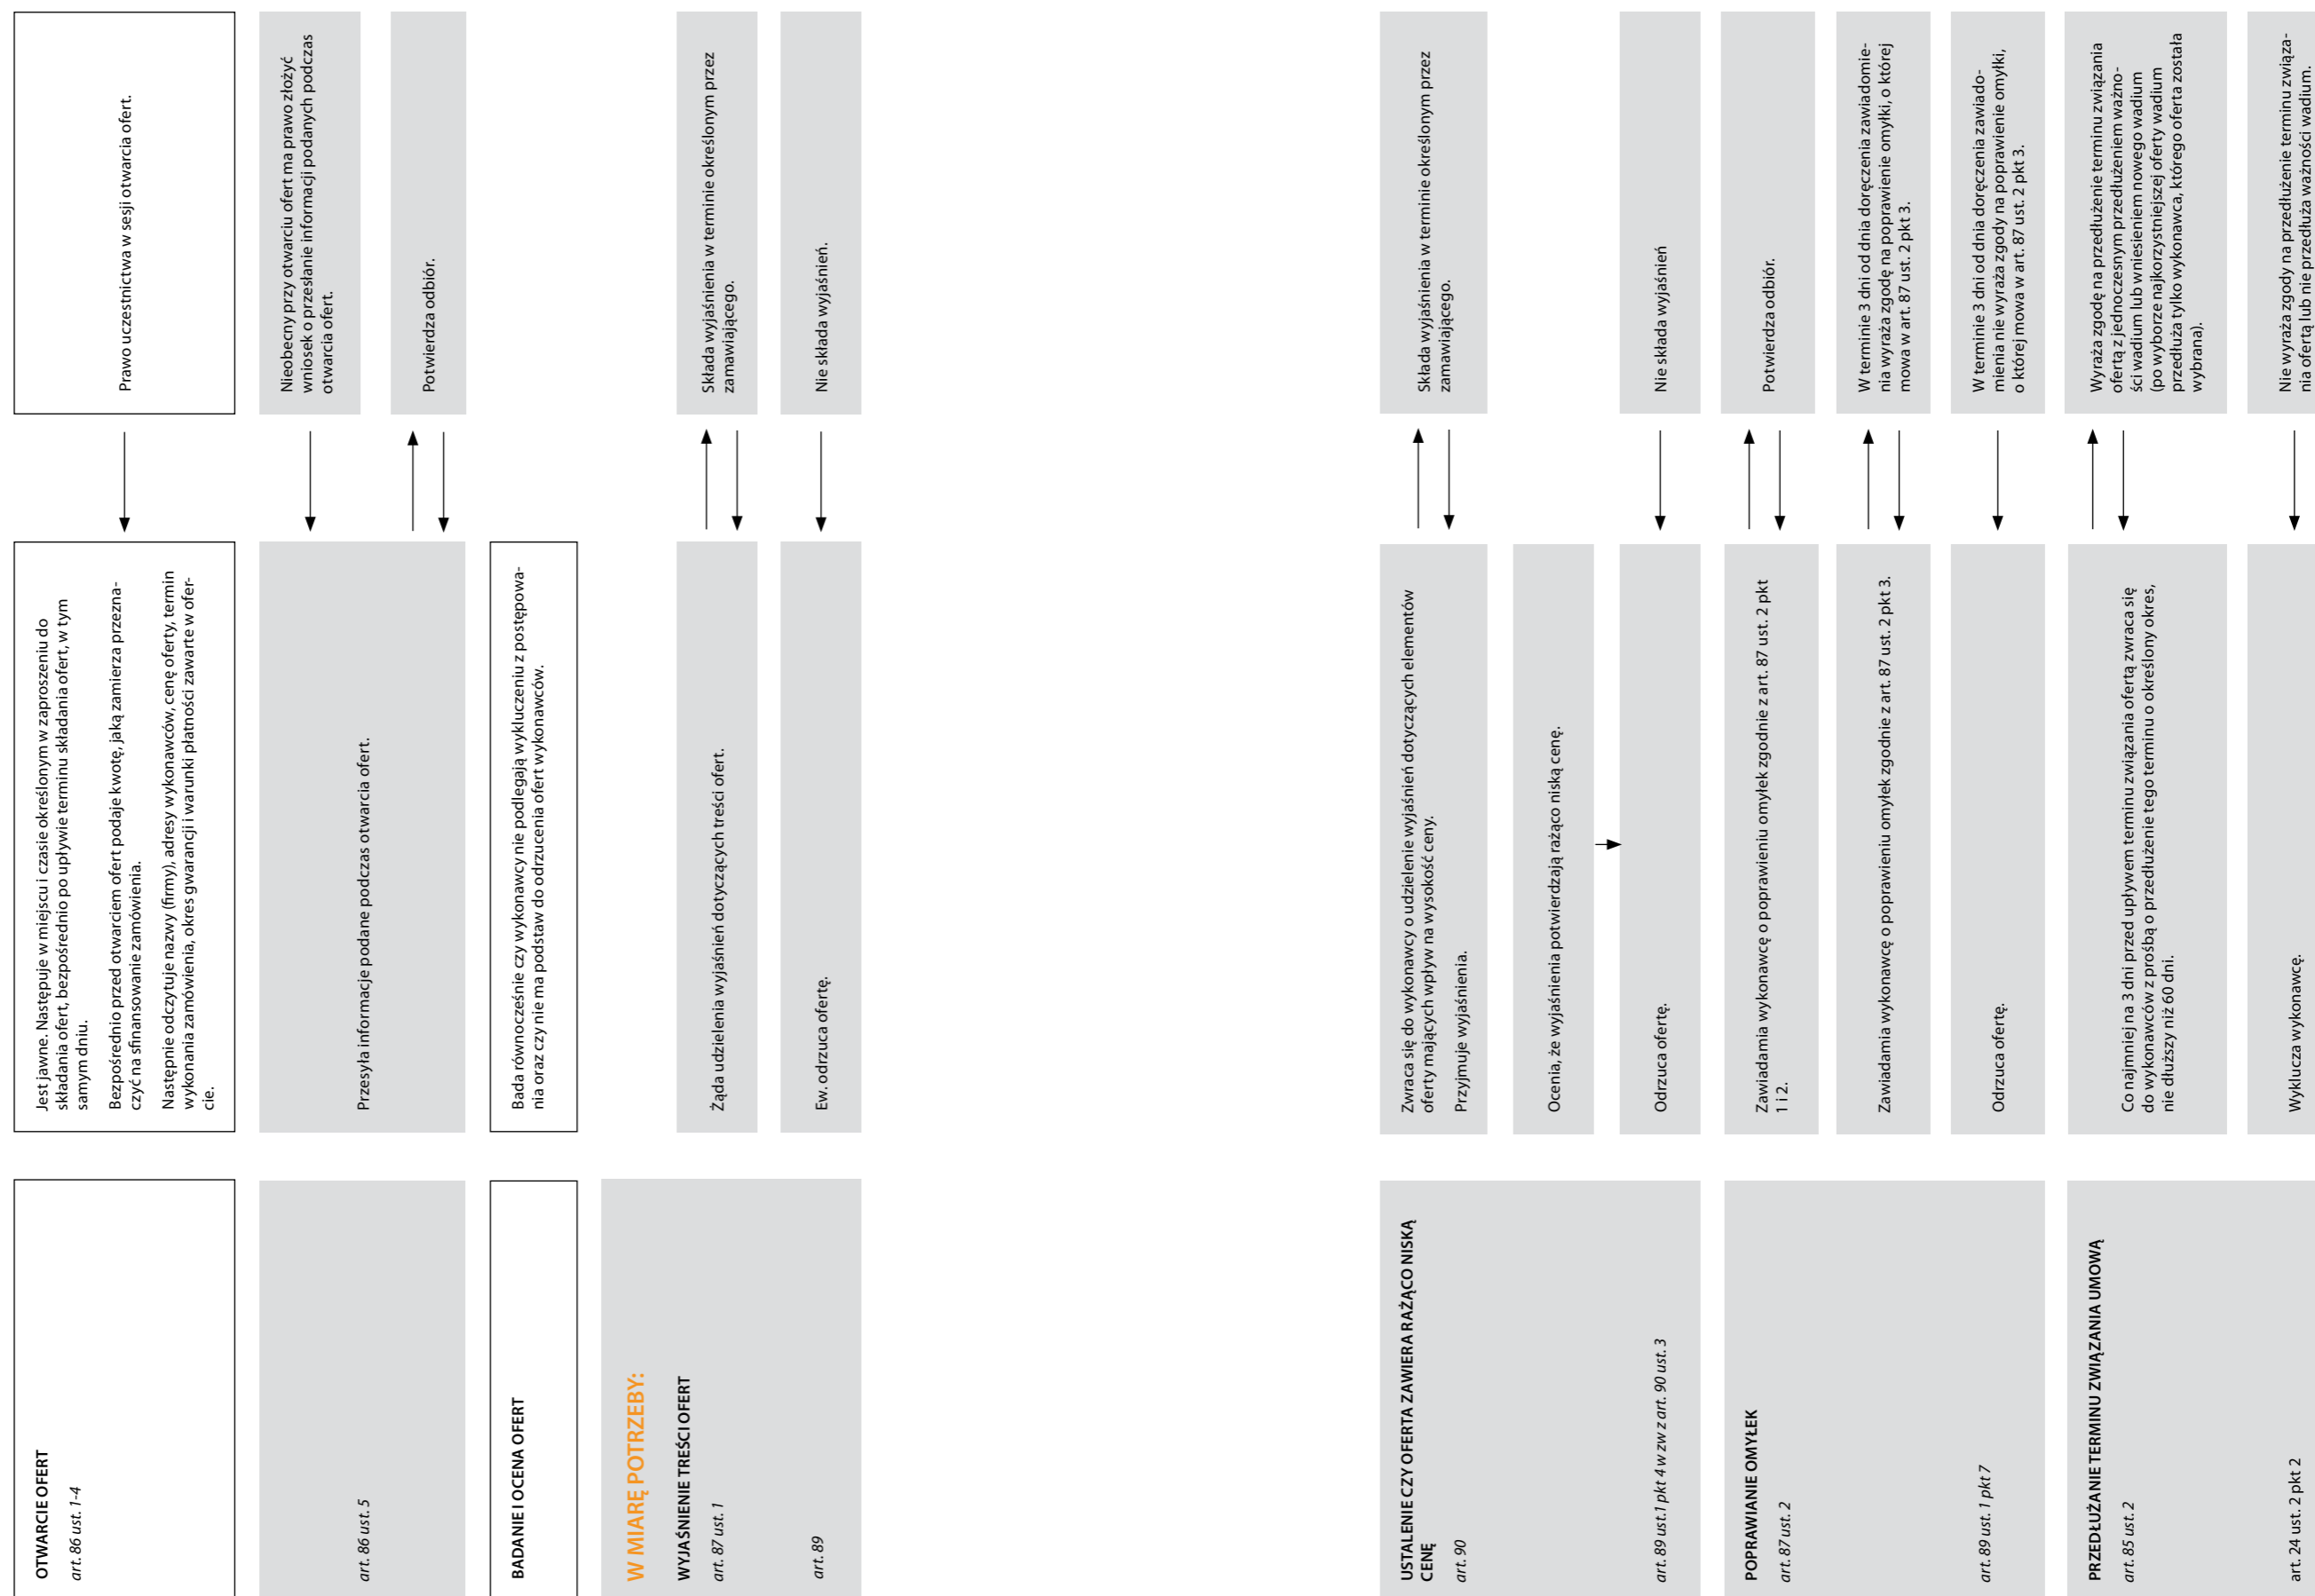 OTWARCIE OFERT
art. 86 ust. 1-4
Jest jawne. Następuje w miejscu i czasie określonym w zaproszeniu do
składania ofert, bezpośrednio po upływie terminu składania ofert, w tym
samym dniu.
Bezpośrednio przed otwarciem ofert podaje kwotę, jaką zamierza przezna-
czyć na sfinansowanie zamówienia.
Następnie odczytuje nazwy (firmy), adresy wykonawców, cenę oferty, termin
wykonania zamówienia, okres gwarancji i warunki płatności zawarte w ofer-
cie.
Prawo uczestnictwa w sesji otwarcia ofert.
art. 86 ust. 5
Przesyła informacje podane podczas otwarcia ofert.
Nieobecny przy otwarciu ofert ma prawo złożyć
wniosek o przesłanie informacji podanych podczas
otwarcia ofert.
Potwierdza odbiór.
BADANIE I OCENA OFERT
Bada równocześnie czy wykonawcy nie podlegają wykluczeniu z postępowa-
nia oraz czy nie ma podstaw do odrzucenia ofert wykonawców.
W MIARĘ POTRZEBY:
WYJAŚNIENIE TREŚCI OFERT
art. 87 ust. 1
Żąda udzielenia wyjaśnień dotyczących treści ofert.
Składa wyjaśnienia w terminie określonym przez
zamawiającego.
art. 89
Ew. odrzuca ofertę.
Nie składa wyjaśnień.
USTALENIE CZY OFERTA ZAWIERA RAŻĄCO NISKĄ
CENĘ
art. 90
Zwraca się do wykonawcy o udzielenie wyjaśnień dotyczących elementów
oferty mających wpływ na wysokość ceny.
Przyjmuje wyjaśnienia.
Składa wyjaśnienia w terminie określonym przez
zamawiającego.
Ocenia, że wyjaśnienia potwierdzają rażąco niską cenę.
art. 89 ust.1 pkt 4 w zw z art. 90 ust. 3
Odrzuca ofertę.
Nie składa wyjaśnień
POPRAWIANIE OMYŁEK
art. 87 ust. 2
Zawiadamia wykonawcę o poprawieniu omyłek zgodnie z art. 87 ust. 2 pkt
1 i 2.
Potwierdza odbiór.
Zawiadamia wykonawcę o poprawieniu omyłek zgodnie z art. 87 ust. 2 pkt 3.
W terminie 3 dni od dnia doręczenia zawiadomie-
nia wyraża zgodę na poprawienie omyłki, o której
mowa w art. 87 ust. 2 pkt 3.
art. 89 ust. 1 pkt 7
Odrzuca ofertę.
W terminie 3 dni od dnia doręczenia zawiado-
mienia nie wyraża zgody na poprawienie omyłki,
o której mowa w art. 87 ust. 2 pkt 3.
PRZEDŁUŻANIE TERMINU ZWIĄZANIA UMOWĄ
art. 85 ust. 2
Co najmniej na 3 dni przed upływem terminu związania ofertą zwraca się
do wykonawców z prośbą o przedłużenie tego terminu o określony okres,
nie dłuższy niż 60 dni.
Wyraża zgodę na przedłużenie terminu związania
ofertą z jednoczesnym przedłużeniem ważno-
ści wadium lub wniesieniem nowego wadium
(po wyborze najkorzystniejszej oferty wadium
przedłuża tylko wykonawca, którego oferta została
wybrana).
art. 24 ust. 2 pkt 2
Wyklucza wykonawcę.
Nie wyraża zgody na przedłużenie terminu związa-
nia ofertą lub nie przedłuża ważności wadium.